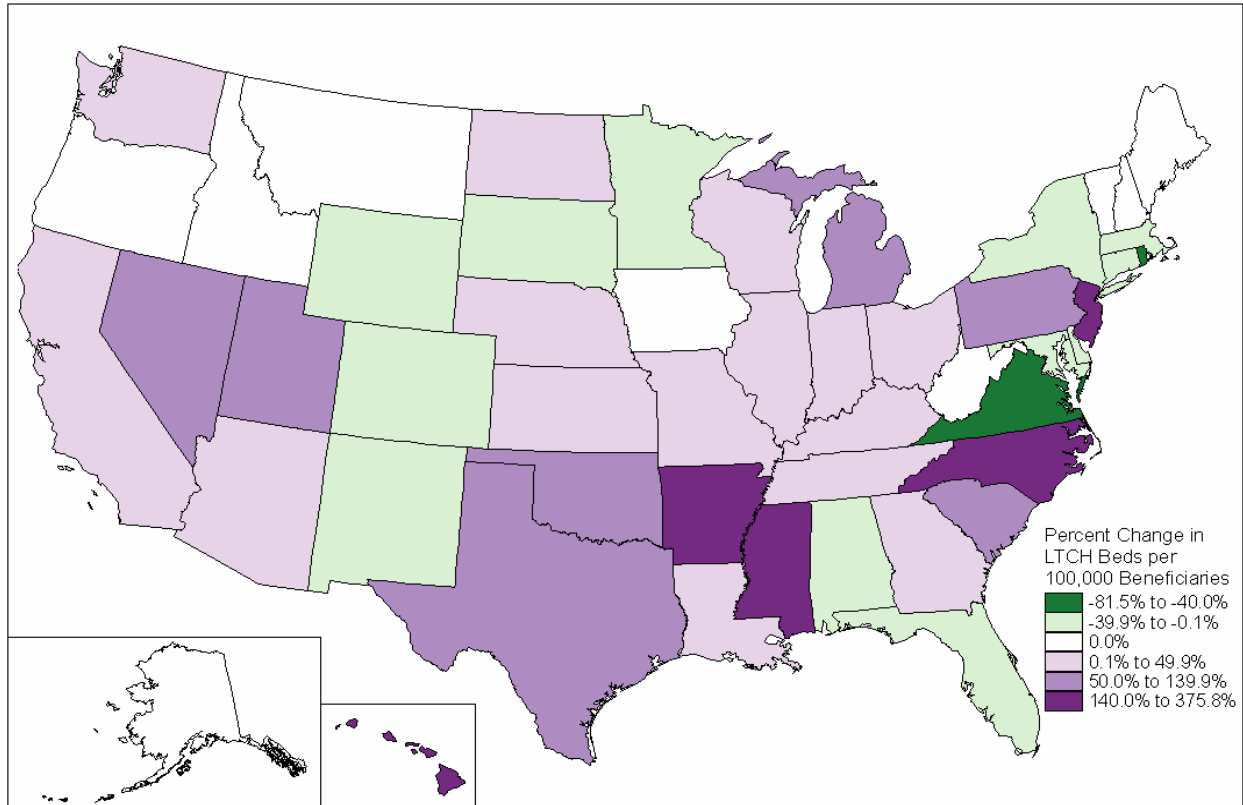 Percent Change in
LTCH Beds per
100,000 Beneficiaries
-81.5% to -40.0%
-39.9% to -0.1%
0.0%
0.1% to 49.9%
50.0% to 139.9%
140.0% to 375.8%